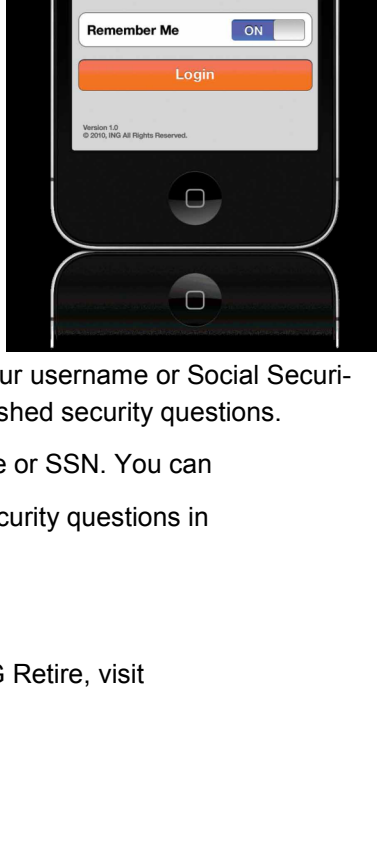 Remember Me ON
Login
Version 1.0
© 2010, ING All Rights Reserved.
ur username or Social Securi-
shed security questions.
e or SSN. You can
curity questions in
Retire, visit